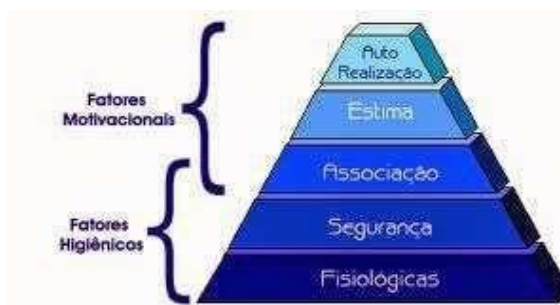 Auto
Realização
Fatores
Motivacionais
Estima
Associação
Fatores
Higiênicos
Segurança
Fisiológicas